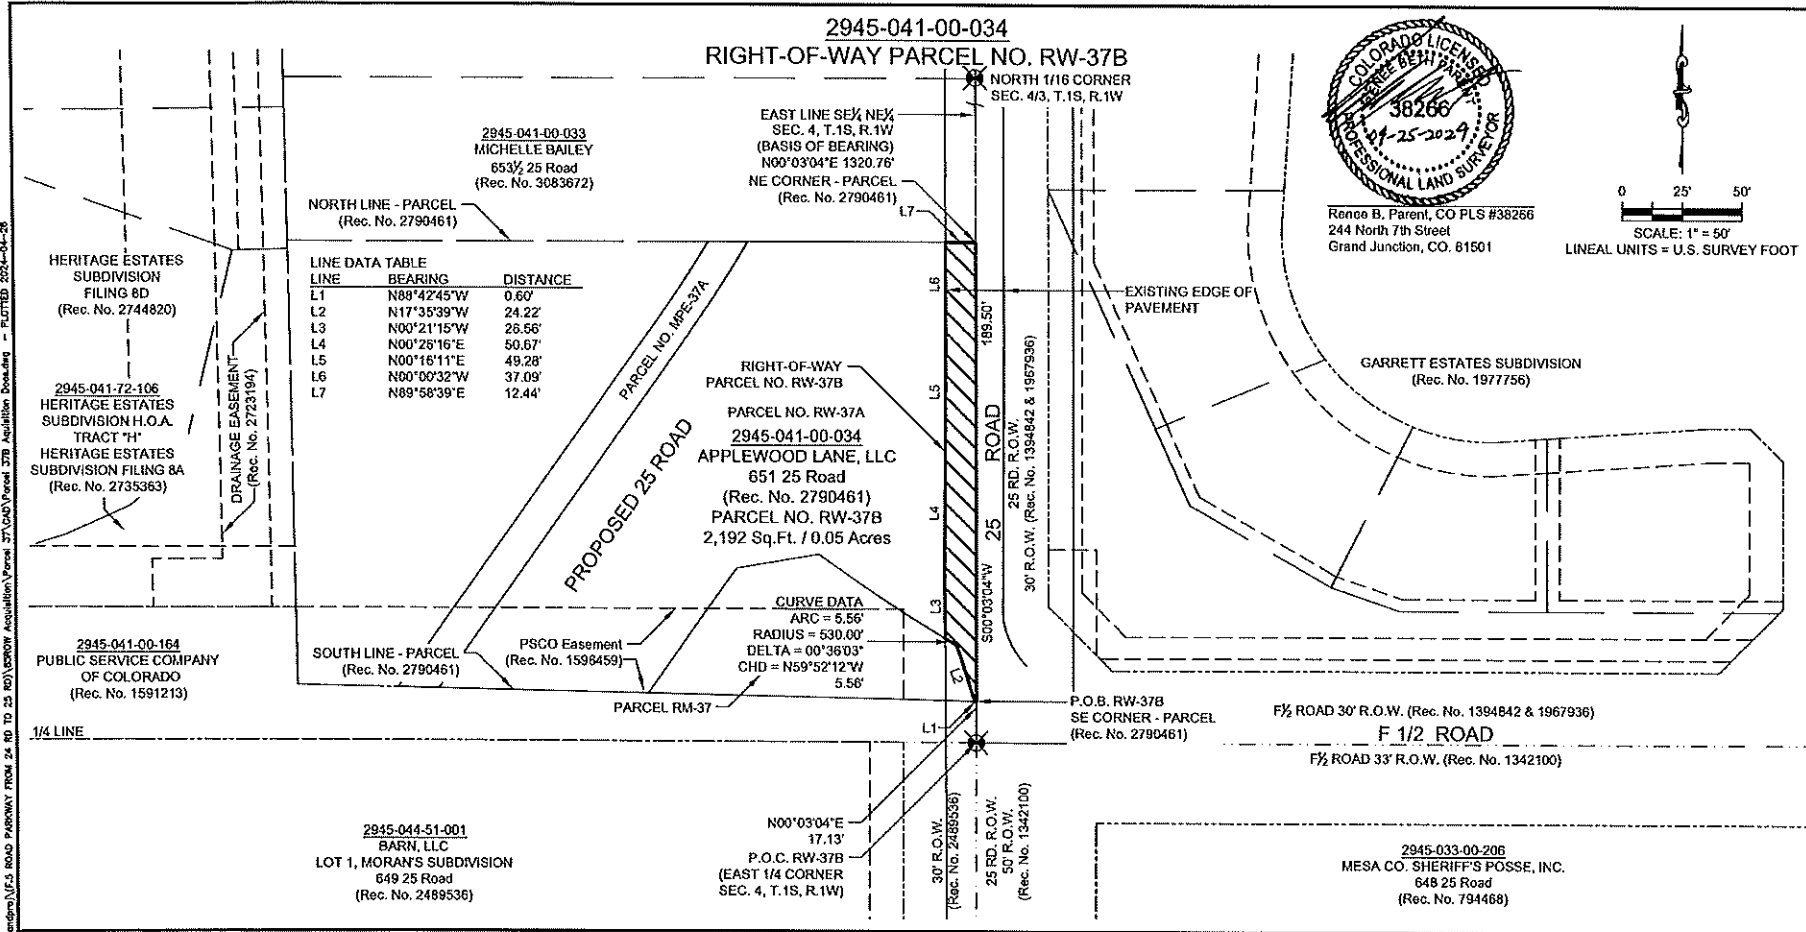 2945-041-00-034
RIGHT-OF-WAY PARCEL NO. RW-37B
NORTH 1/16 CORNER
SEC. 4/3, T.1S, R.1W
EAST LINE SE¼ NE¼
SEC. 4, T.1S, R.1W
(BASIS OF BEARING)
N00°03'04"E 1320.76'
NE CORNER - PARCEL
(Rec. No. 2790461)
L7
2945-041-00-033
MICHELLE BAILEY
653½ 25 Road
(Rec. No. 3083672)
NORTH LINE - PARCEL
(Rec. No. 2790461)
COLORADO LICENSED
RENEE BETH PARENT
38266
04-25-2024
PROFESSIONAL LAND SURVEYOR
Renee B. Parent, CO PLS #38266
244 North 7th Street
Grand Junction, CO. 81501
0 25' 50'
SCALE: 1" = 50'
LINEAL UNITS = U.S. SURVEY FOOT
HERITAGE ESTATES
SUBDIVISION
FILING 8D
(Rec. No. 2744820)
LINE DATA TABLE
LINE BEARING DISTANCE
L1 N88°42'45"W 0.60'
L2 N17°35'39"W 24.22'
L3 N00°21'15"W 26.56'
L4 N00°26'16"E 50.67'
L5 N00°16'11"E 49.28'
L6 N00°00'32"W 37.09'
L7 N89°58'39"E 12.44'
2945-041-72-106
HERITAGE ESTATES
SUBDIVISION H.O.A.
TRACT "H"
HERITAGE ESTATES
SUBDIVISION FILING 8A
(Rec. No. 2735363)
DRAINAGE EASEMENT
(Rec. No. 2723194)
PARCEL NO. MPE-37A
PROPOSED 25 ROAD
RIGHT-OF-WAY
PARCEL NO. RW-37B
PARCEL NO. RW-37A
2945-041-00-034
APPLEWOOD LANE, LLC
651 25 Road
(Rec. No. 2790461)
PARCEL NO. RW-37B
2,192 Sq.Ft. / 0.05 Acres
L6
L5
L4
L3
L2
189.50'
S00°03'04"W
25 ROAD
25 RD. R.O.W.
30' R.O.W. (Rec. No. 1394842 & 1967936)
EXISTING EDGE OF
PAVEMENT
GARRETT ESTATES SUBDIVISION
(Rec. No. 1977756)
CURVE DATA
ARC = 5.56'
RADIUS = 530.00'
DELTA = 00°36'03"
CHD = N59°52'12"W
5.56'
PSCO Easement
(Rec. No. 1596459)
SOUTH LINE - PARCEL
(Rec. No. 2790461)
PARCEL RM-37
2945-041-00-164
PUBLIC SERVICE COMPANY
OF COLORADO
(Rec. No. 1591213)
1/4 LINE
L1
P.O.B. RW-37B
SE CORNER - PARCEL
(Rec. No. 2790461)
F½ ROAD 30' R.O.W. (Rec. No. 1394842 & 1967936)
F 1/2 ROAD
F½ ROAD 33' R.O.W. (Rec. No. 1342100)
2945-044-51-001
BARN, LLC
LOT 1, MORAN'S SUBDIVISION
649 25 Road
(Rec. No. 2489536)
N00°03'04"E
17.13'
P.O.C. RW-37B
(EAST 1/4 CORNER
SEC. 4, T.1S, R.1W)
30' R.O.W.
(Rec. No. 2489536)
25 RD. R.O.W.
50' R.O.W.
(Rec. No. 1342100)
2945-033-00-206
MESA CO. SHERIFF'S POSSE, INC.
648 25 Road
(Rec. No. 794468)